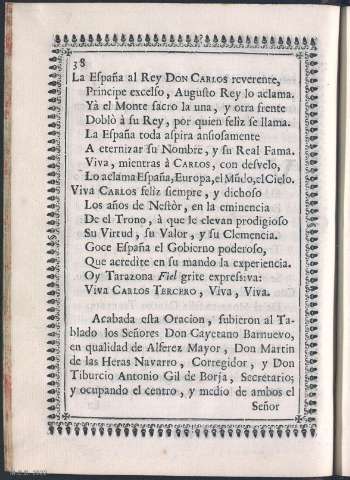 38
La España al Rey DON CARLOS reverente,
Principe excelso, Augusto Rey lo aclama.
Yà el Monte sacro la una, y otra frente
Doblò à su Rey, por quien feliz se llama.
La España toda aspira ansiosamente
A eternizar su Nombre, y su Real Fama.
Viva, mientras à CARLOS, con desvelo,
Lo aclama España, Europa, el Mũdo, el Cielo.
Viva CARLOS feliz siempre, y dichoso
Los años de Nestòr, en la eminencia
De el Trono, à que le elevan prodigioso
Su Virtud, su Valor, y su Clemencia.
Goce España el Gobierno poderoso,
Que acredite en su mando la experiencia.
Oy Tarazona Fiel grite expressiva:
VIVA CARLOS TERCERO, VIVA, VIVA.
Acabada esta Oracion, subieron al Ta-
blado los Señores Don Cayetano Barnuevo,
en qualidad de Alferez Mayor, Don Martin
de las Heras Navarro, Corregidor, y Don
Tiburcio Antonio Gil de Borja, Secretario;
y ocupando el centro, y medio de ambos el
Señor